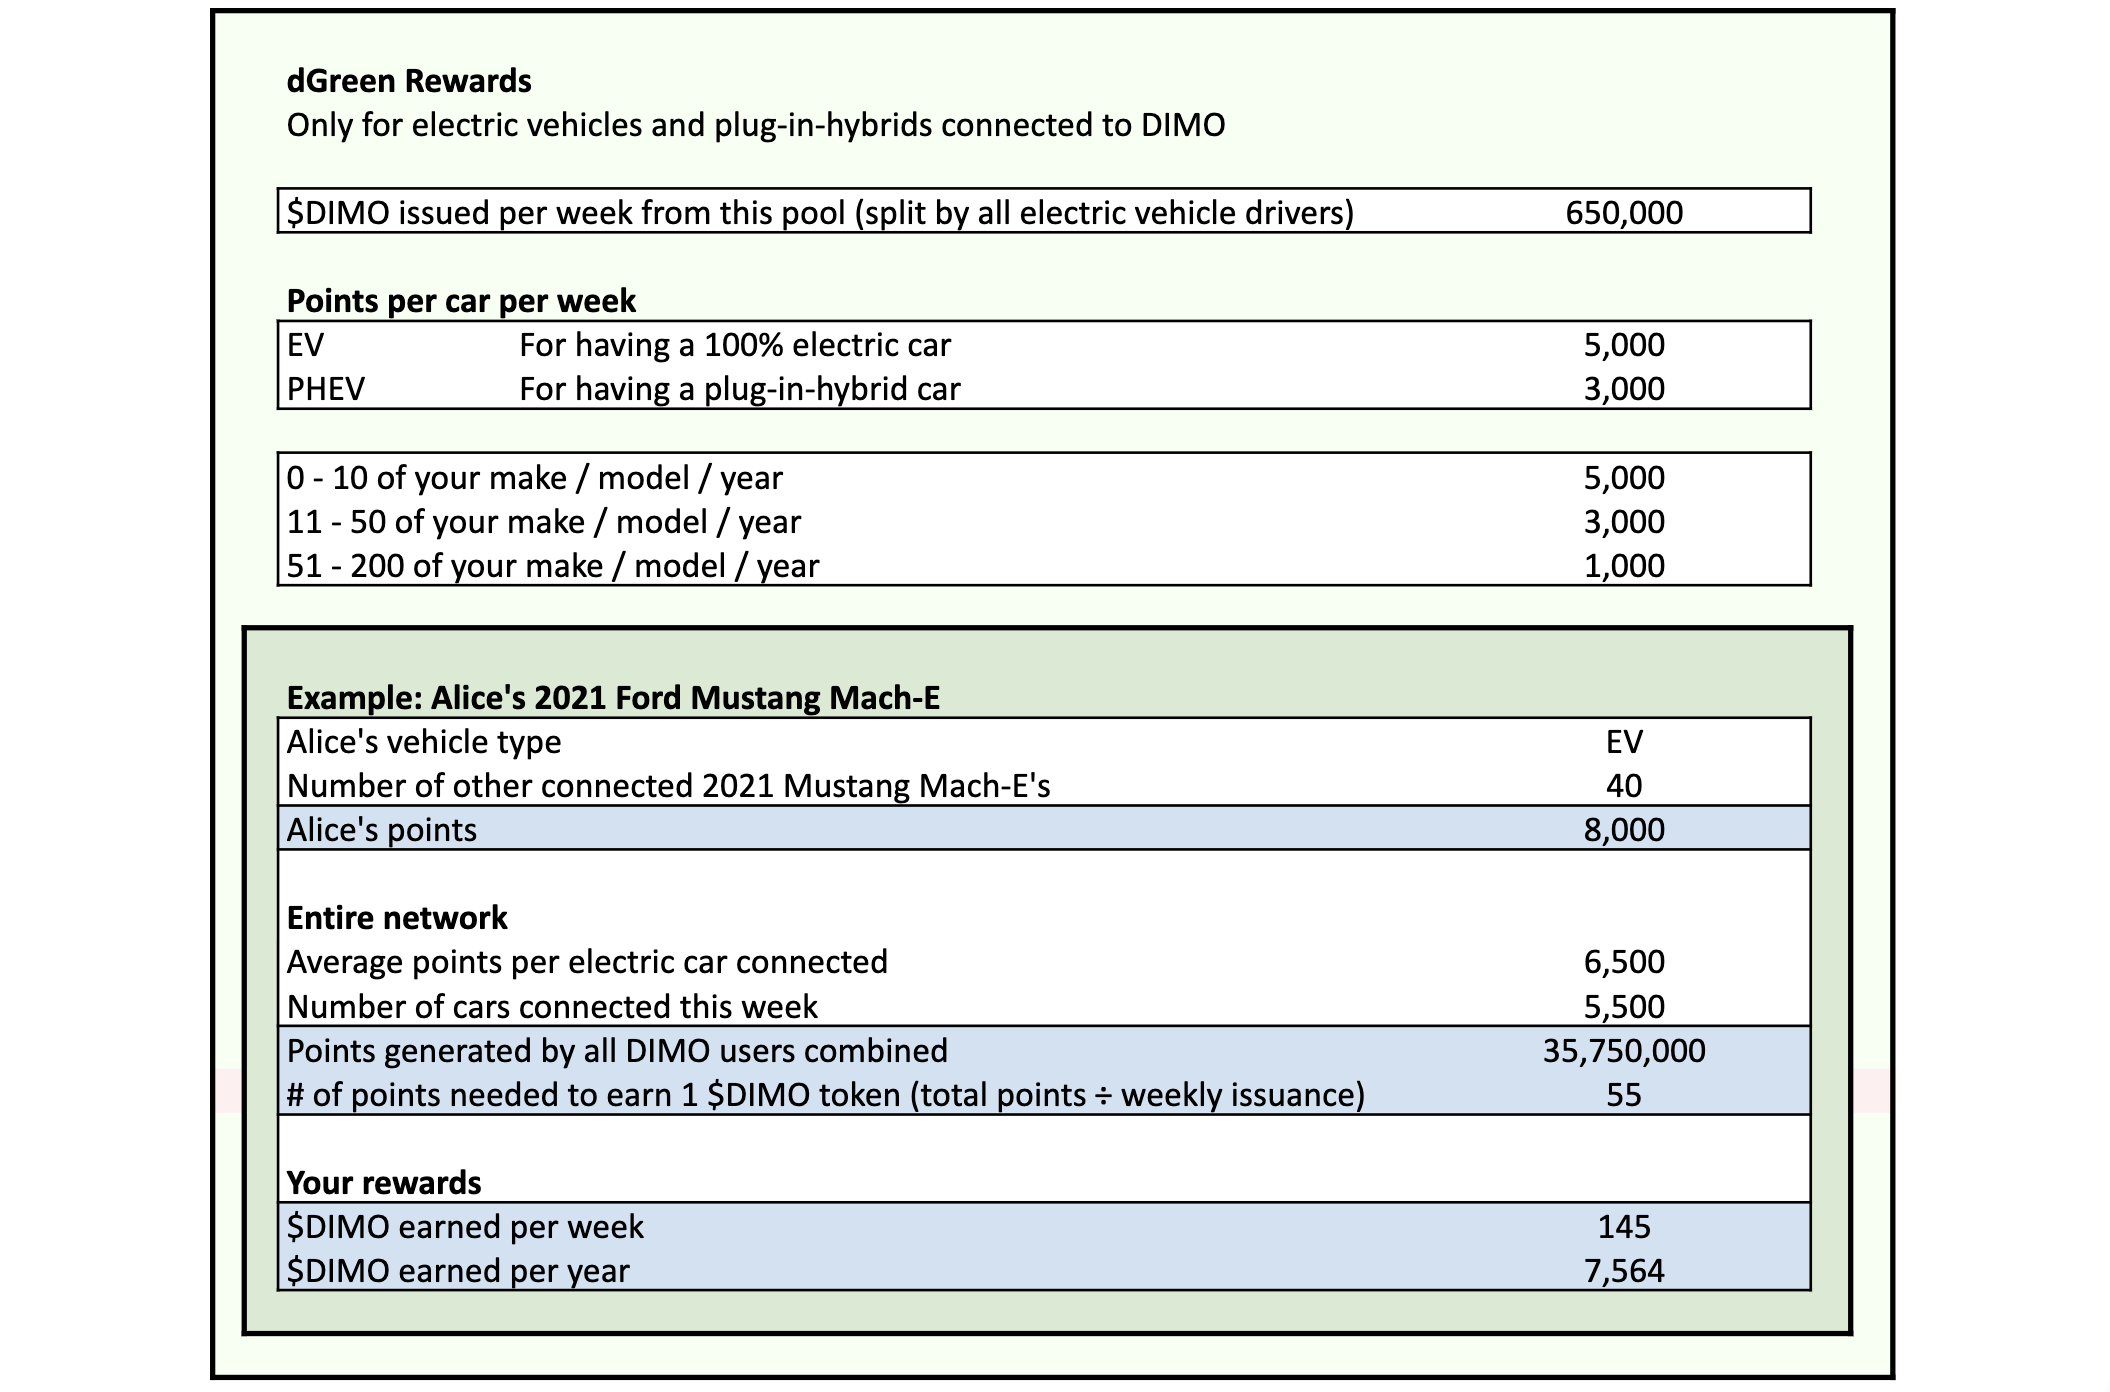 dGreen Rewards
Only for electric vehicles and plug-in-hybrids connected to DIMO
$DIMO issued per week from this pool (split by all electric vehicle drivers) 650,000
Points per car per week
EV For having a 100% electric car 5,000
PHEV For having a plug-in-hybrid car 3,000
0 - 10 of your make / model / year 5,000
11 - 50 of your make / model / year 3,000
51 - 200 of your make / model / year 1,000
Example: Alice's 2021 Ford Mustang Mach-E
Alice's vehicle type EV
Number of other connected 2021 Mustang Mach-E's 40
Alice's points 8,000
Entire network
Average points per electric car connected 6,500
Number of cars connected this week 5,500
Points generated by all DIMO users combined 35,750,000
# of points needed to earn 1 $DIMO token (total points ÷ weekly issuance) 55
Your rewards
$DIMO earned per week 145
$DIMO earned per year 7,564